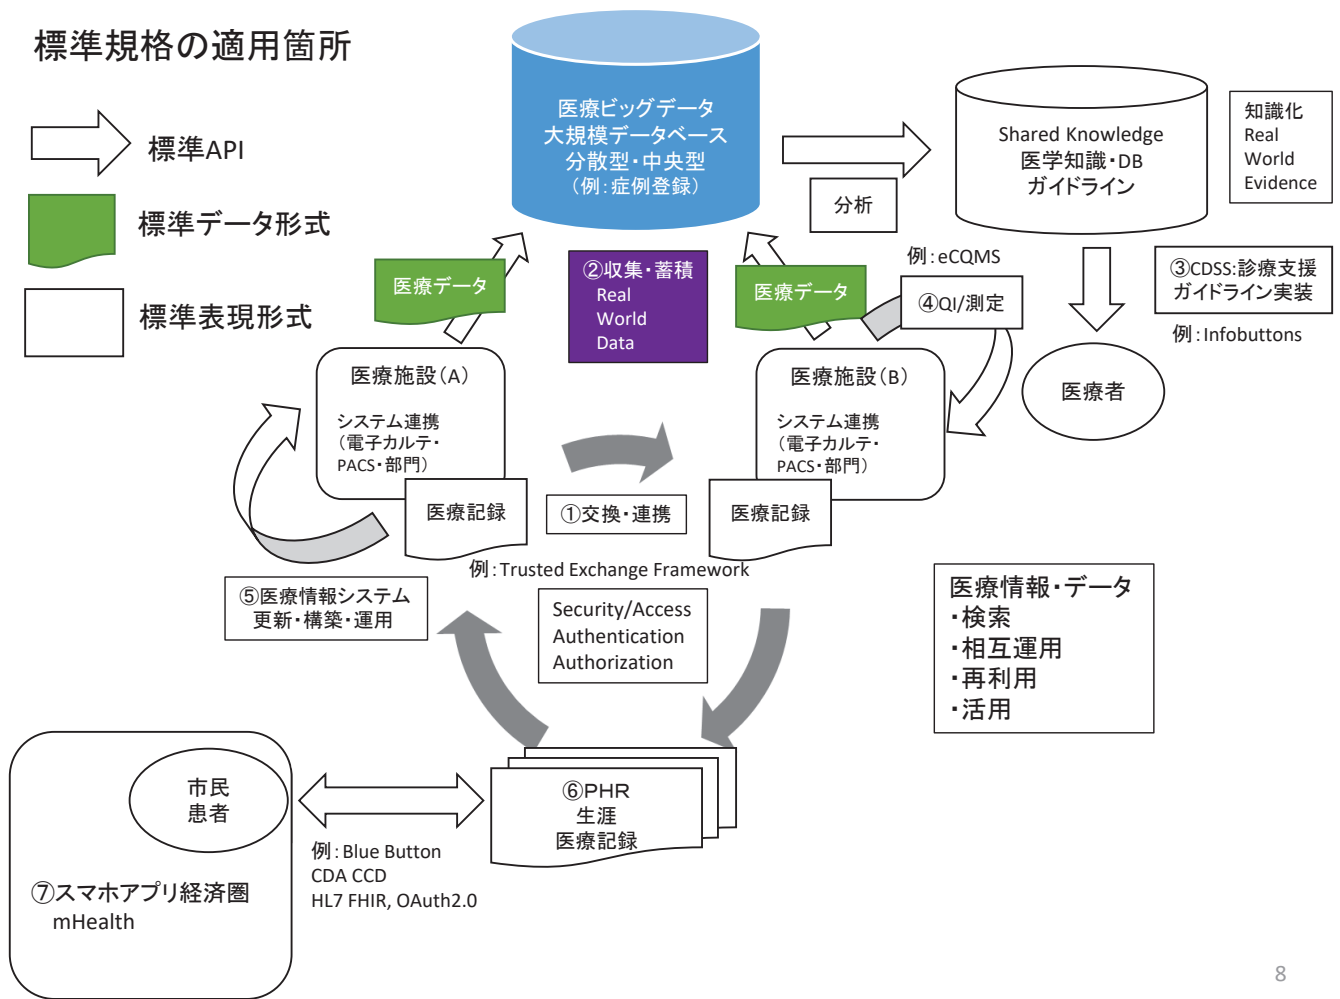 標準規格の適用箇所
標準API
標準データ形式
標準表現形式
医療ビッグデータ
大規模データベース
分散型・中央型
（例：症例登録）
分析
Shared Knowledge
医学知識・DB
ガイドライン
知識化
Real
World
Evidence
医療データ
②収集・蓄積
Real
World
Data
医療データ
例：eCQMS
④QI/測定
③CDSS:診療支援
ガイドライン実装
例：Infobuttons
医療者
医療施設（A）
システム連携
（電子カルテ・
PACS・部門）
医療記録
医療施設（B）
システム連携
（電子カルテ・
PACS・部門）
医療記録
①交換・連携
例：Trusted Exchange Framework
Security/Access
Authentication
Authorization
⑤医療情報システム
更新・構築・運用
医療情報・データ
・検索
・相互運用
・再利用
・活用
市民
患者
⑦スマホアプリ経済圏
mHealth
⑥PHR
生涯
医療記録
例：Blue Button
CDA CCD
HL7 FHIR, OAuth2.0
8